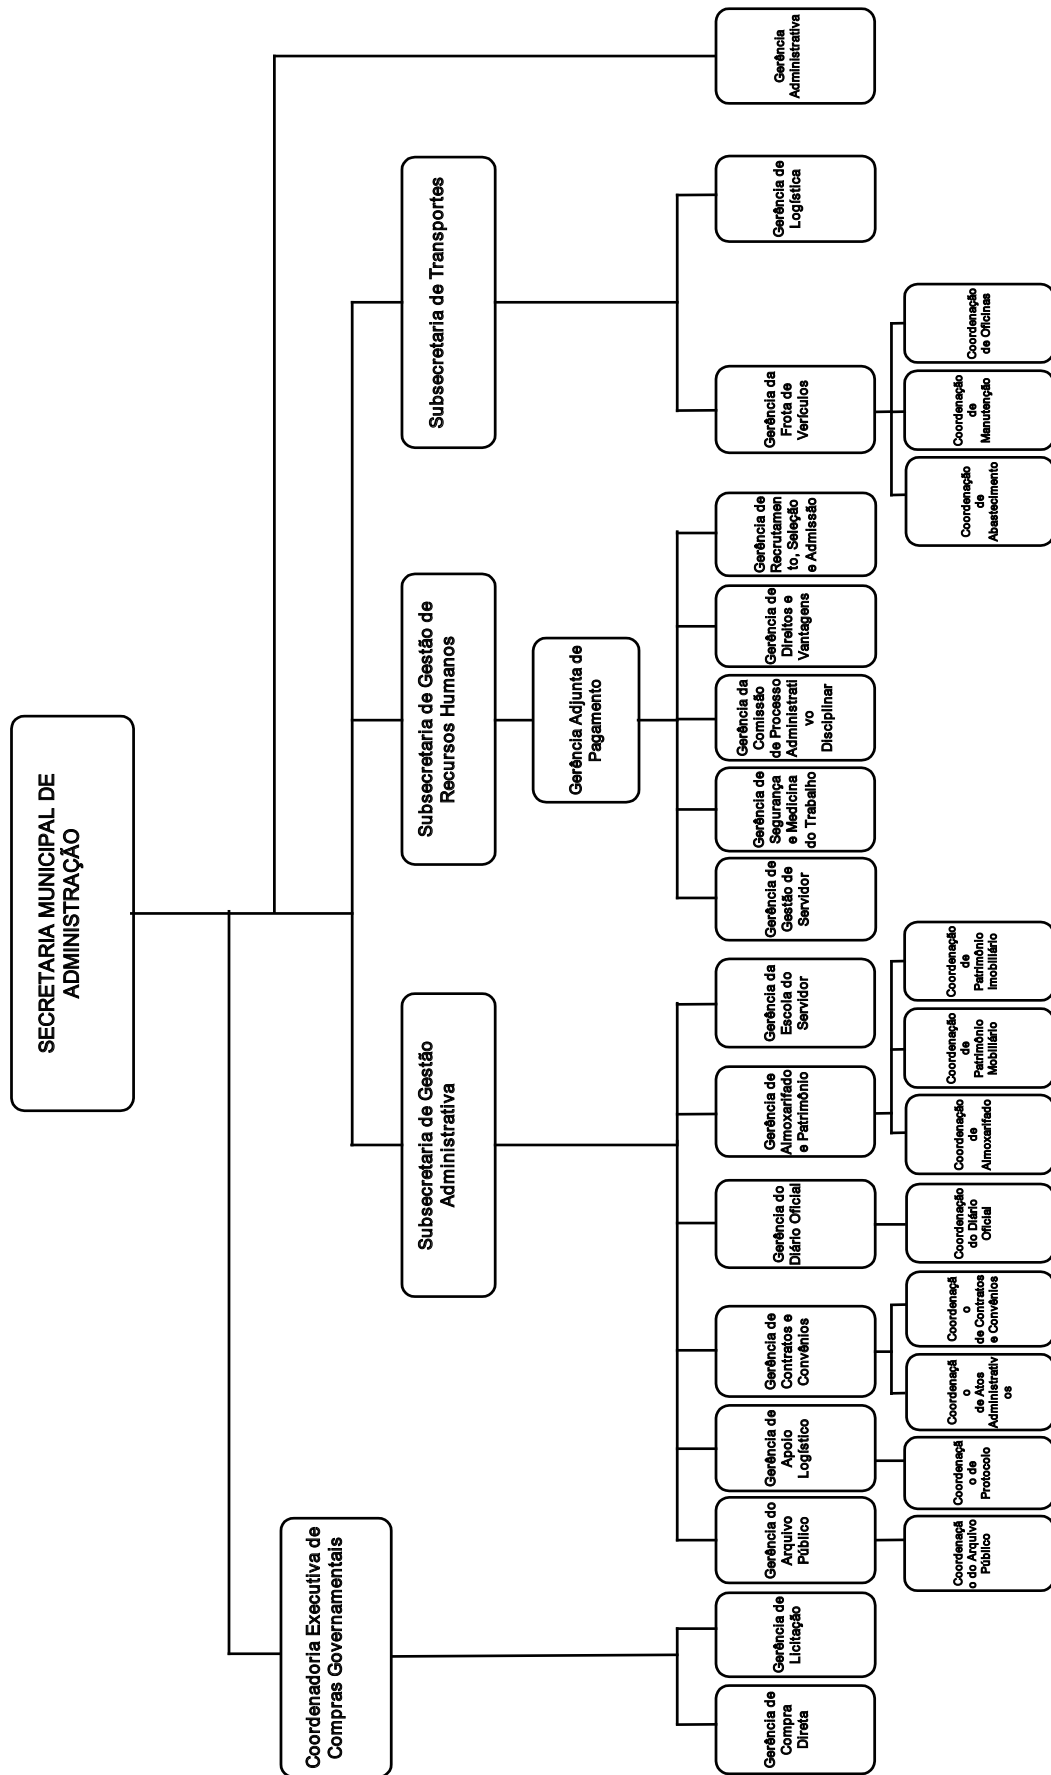 SECRETARIA MUNICIPAL DE
ADMINISTRAÇÃO
Coordenadoria Executiva de
Compras Governamentais
Subsecretaria de Gestão
Administrativa
Subsecretaria de Gestão de
Recursos Humanos
Subsecretaria de Transportes
Gerência Adjunta de
Pagamento
Gerência de
Compra
Direta
Gerência de
Licitação
Gerência do
Arquivo
Público
Gerência de
Apoio
Logístico
Gerência de
Contratos e
Convênios
Gerência do
Diário Oficial
Gerência de
Almoxarifado
e Patrimônio
Gerência da
Escola do
Servidor
Gerência de
Gestão de
Servidor
Gerência de
Segurança
e Medicina
do Trabalho
Gerência da
Comissão
de Processo
Administrati
vo
Disciplinar
Gerência de
Direitos e
Vantagens
Gerência de
Recrutamen
to, Seleção
e Admissão
Gerência da
Frota de
Verículos
Gerência de
Logística
Gerência
Administrativa
Coordenaçã
o do Arquivo
Público
Coordenaçã
o de
Protocolo
Coordenaçã
o
de Atos
Administrativ
os
Coordenaçã
o
de Contratos
e Convênios
Coordenação
do Diário
Oficial
Coordenação
de
Almoxarifado
Coordenação
de
Patrimônio
Mobiliário
Coordenação
de
Patrimônio
Imobiliário
Coordenação
de
Abastecimento
Coordenação
de
Manutenção
Coordenação
de Oficinas